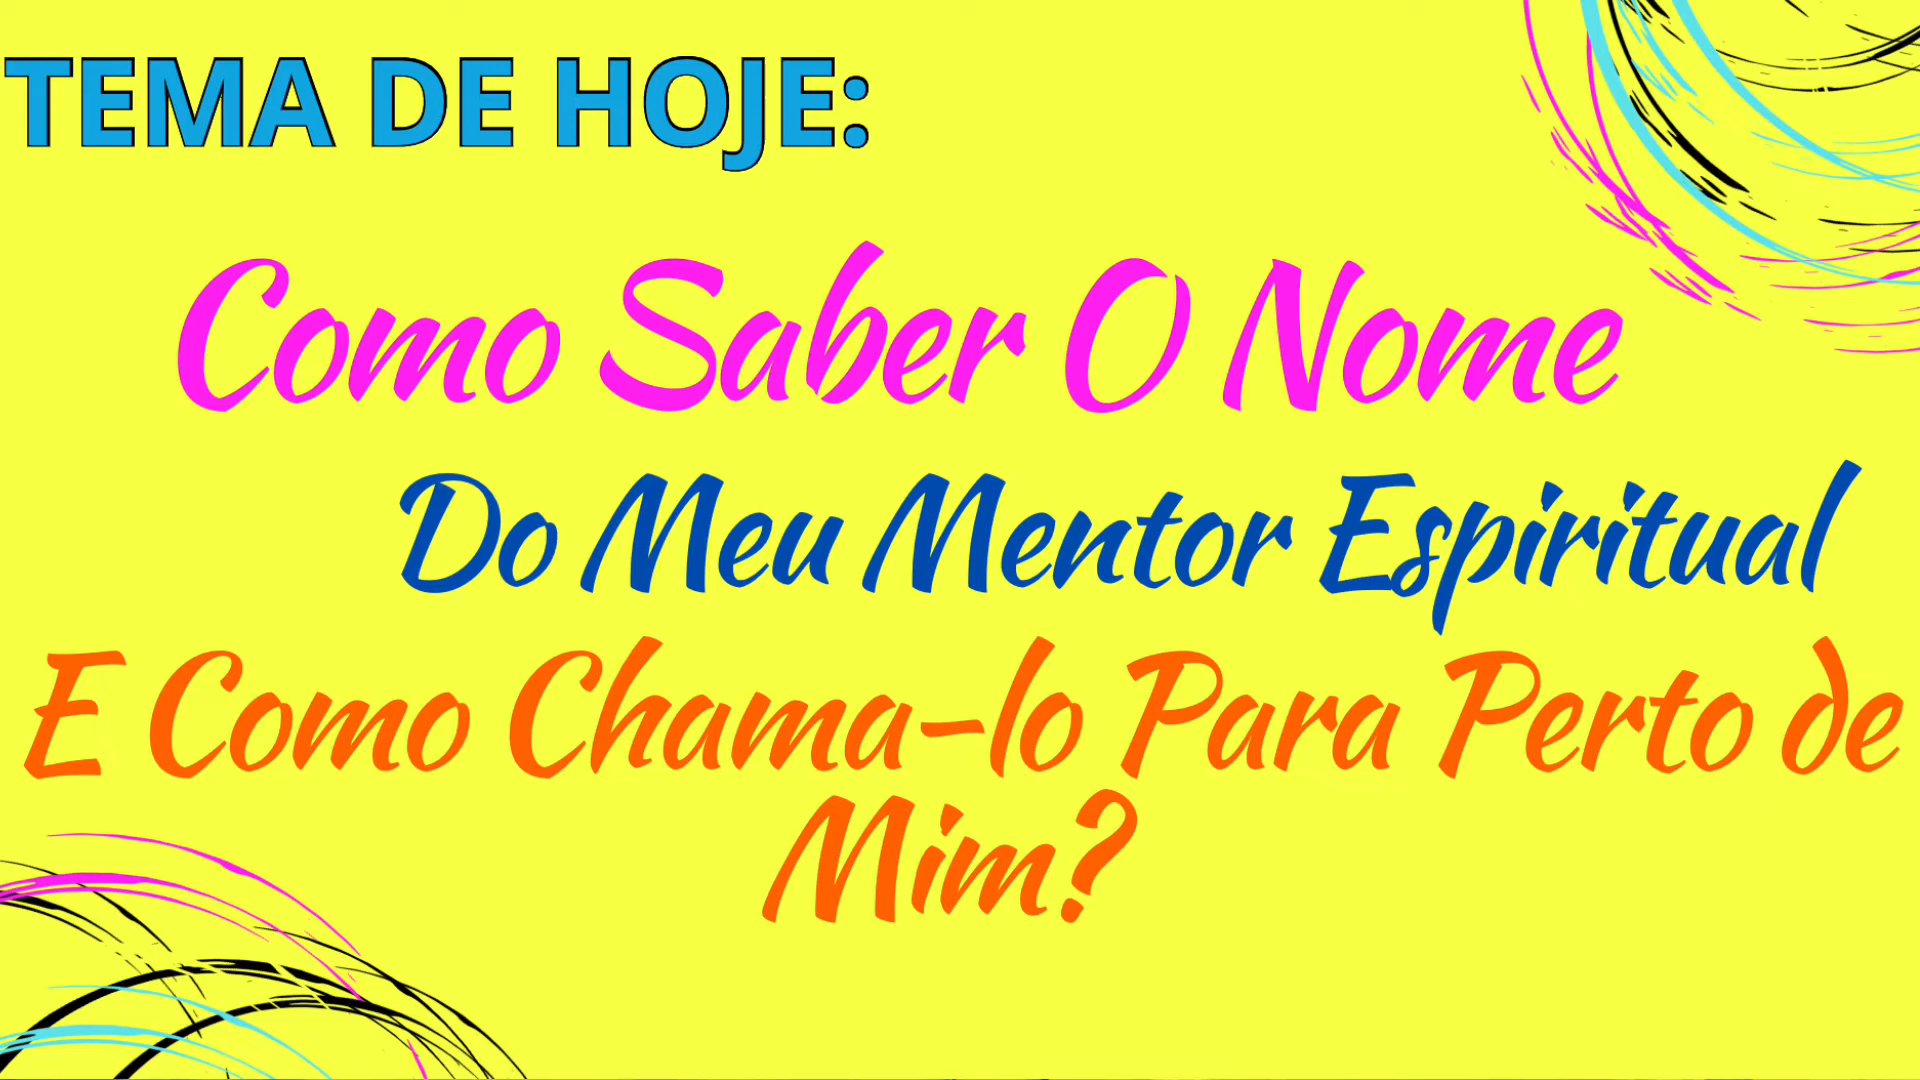 TEMA DE HOJE:
Como Saber O Nome
Do Meu Mentor Espiritual
E Como Chama-lo Para Perto de
Mim?